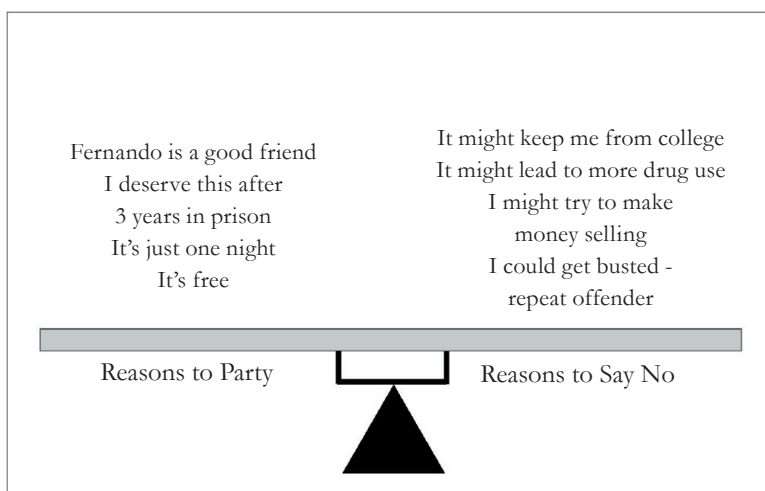 Fernando is a good friend
I deserve this after
3 years in prison
It's just one night
It's free
It might keep me from college
It might lead to more drug use
I might try to make
money selling
I could get busted -
repeat offender
Reasons to Party
Reasons to Say No